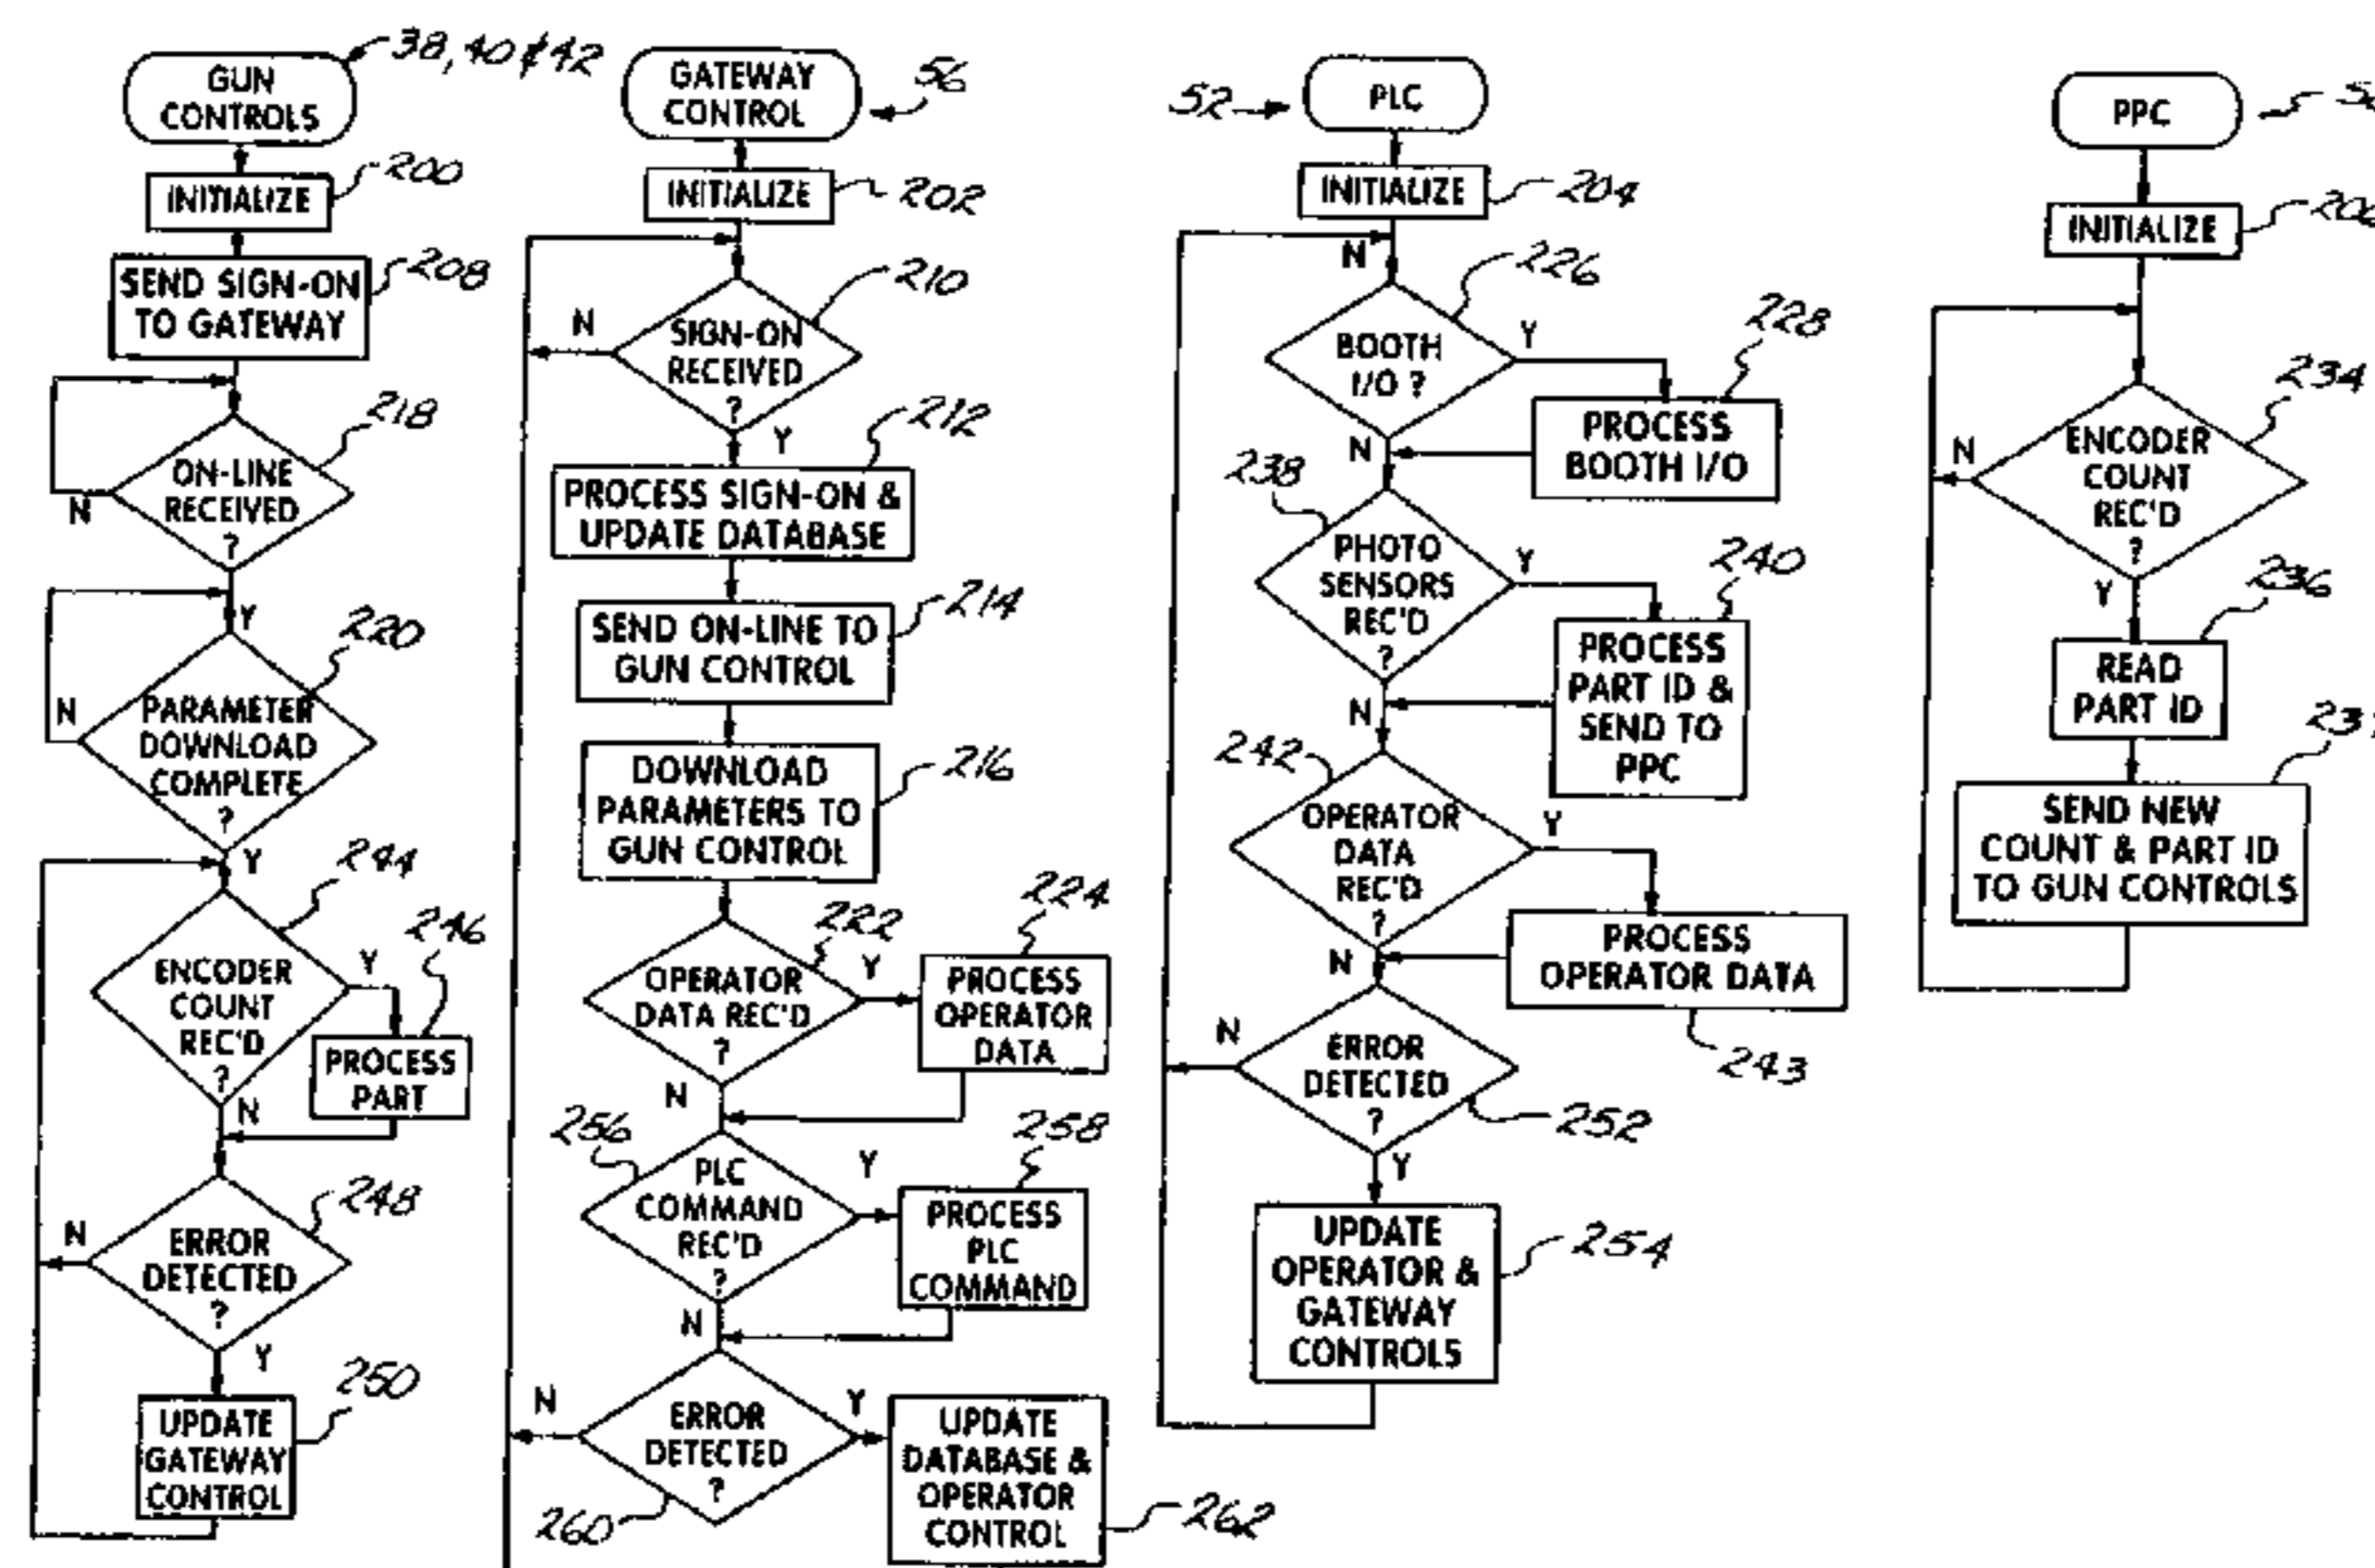 GUN
CONTROLS
38, 40 & 42
INITIALIZE
200
SEND SIGN-ON
TO GATEWAY
208
218
ON-LINE
RECEIVED
?
N
Y
220
PARAMETER
DOWNLOAD
COMPLETE
?
N
Y
244
ENCODER
COUNT
REC'D
?
Y
246
PROCESS
PART
N
248
ERROR
DETECTED
?
N
Y
250
UPDATE
GATEWAY
CONTROL
GATEWAY
CONTROL
56
INITIALIZE
202
210
SIGN-ON
RECEIVED
?
N
Y
212
PROCESS SIGN-ON &
UPDATE DATABASE
214
SEND ON-LINE TO
GUN CONTROL
DOWNLOAD
PARAMETERS TO
GUN CONTROL
216
222
OPERATOR
DATA REC'D
?
Y
224
PROCESS
OPERATOR
DATA
N
256
PLC
COMMAND
REC'D
?
Y
258
PROCESS
PLC
COMMAND
N
ERROR
DETECTED
?
N
Y
260
UPDATE
DATABASE &
OPERATOR
CONTROL
262
52
PLC
INITIALIZE
204
N
226
BOOTH
I/O ?
Y
228
PROCESS
BOOTH I/O
N
238
PHOTO
SENSORS
REC'D
?
Y
240
PROCESS
PART ID &
SEND TO
PPC
N
242
OPERATOR
DATA
REC'D
?
Y
PROCESS
OPERATOR DATA
243
N
ERROR
DETECTED
?
N
252
Y
UPDATE
OPERATOR &
GATEWAY
CONTROLS
254
PPC
INITIALIZE
234
ENCODER
COUNT
REC'D
?
N
Y
236
READ
PART ID
SEND NEW
COUNT & PART ID
TO GUN CONTROLS